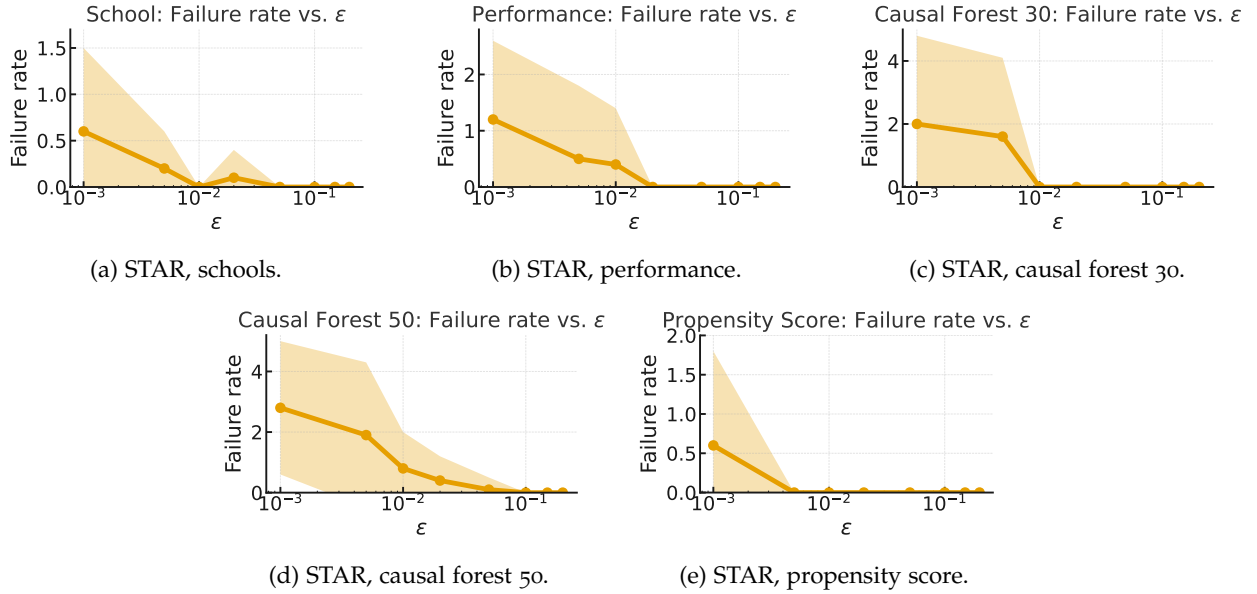 School: Failure rate vs. ε
Failure rate
1.5
1.0
0.5
0.0
10⁻³
10⁻²
10⁻¹
ε
(a) STAR, schools.
Performance: Failure rate vs. ε
Failure rate
2
1
0
10⁻³
10⁻²
10⁻¹
ε
(b) STAR, performance.
Causal Forest 30: Failure rate vs. ε
Failure rate
4
2
0
10⁻³
10⁻²
10⁻¹
ε
(c) STAR, causal forest 30.
Causal Forest 50: Failure rate vs. ε
Failure rate
4
2
0
10⁻³
10⁻²
10⁻¹
ε
(d) STAR, causal forest 50.
Propensity Score: Failure rate vs. ε
Failure rate
2.0
1.5
1.0
0.5
0.0
10⁻³
10⁻²
10⁻¹
ε
(e) STAR, propensity score.